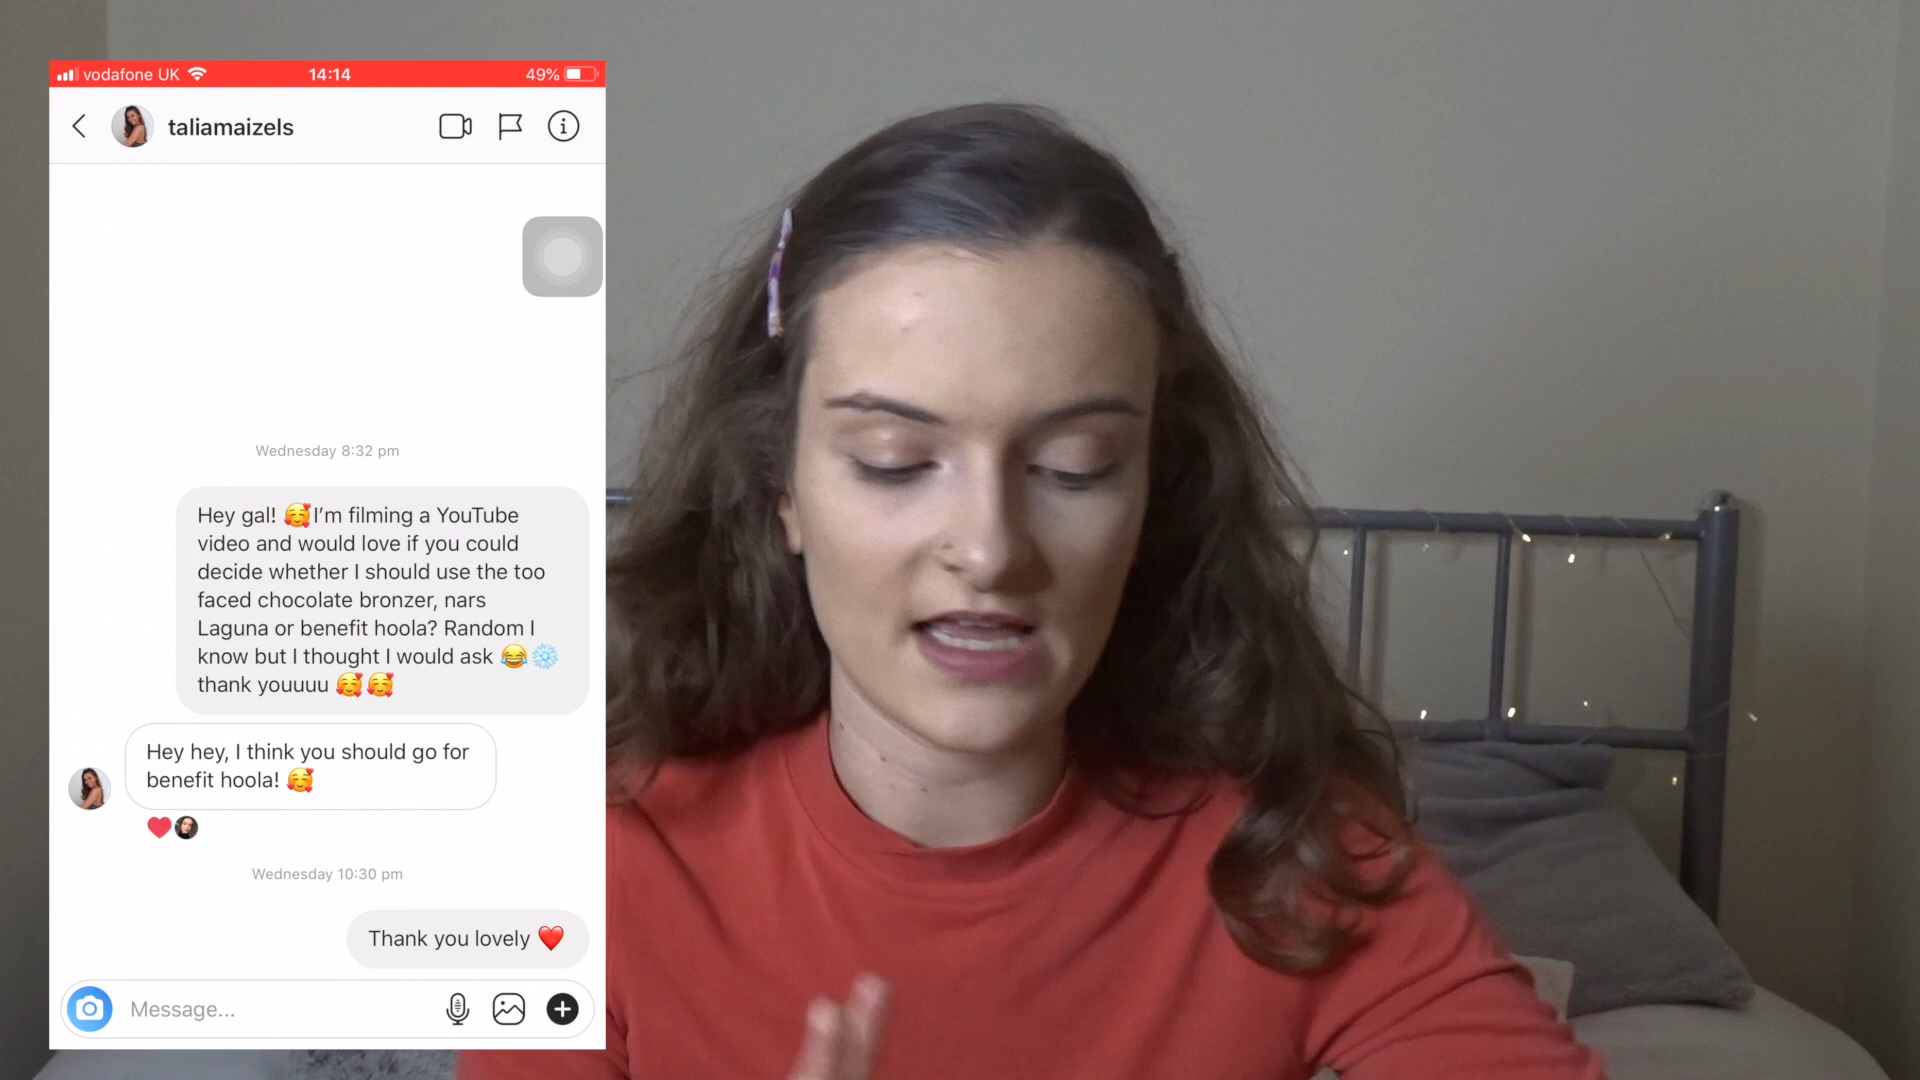 vodafone UK 14:14 49%
taliamaizels
Wednesday 8:32 pm
Hey gal! 🥰I’m filming a YouTube
video and would love if you could
decide whether I should use the too
faced chocolate bronzer, nars
Laguna or benefit hoola? Random I
know but I thought I would ask 😂❄️
thank youuuu 🥰🥰
Hey hey, I think you should go for
benefit hoola! 🥰
Wednesday 10:30 pm
Thank you lovely ❤️
Message...